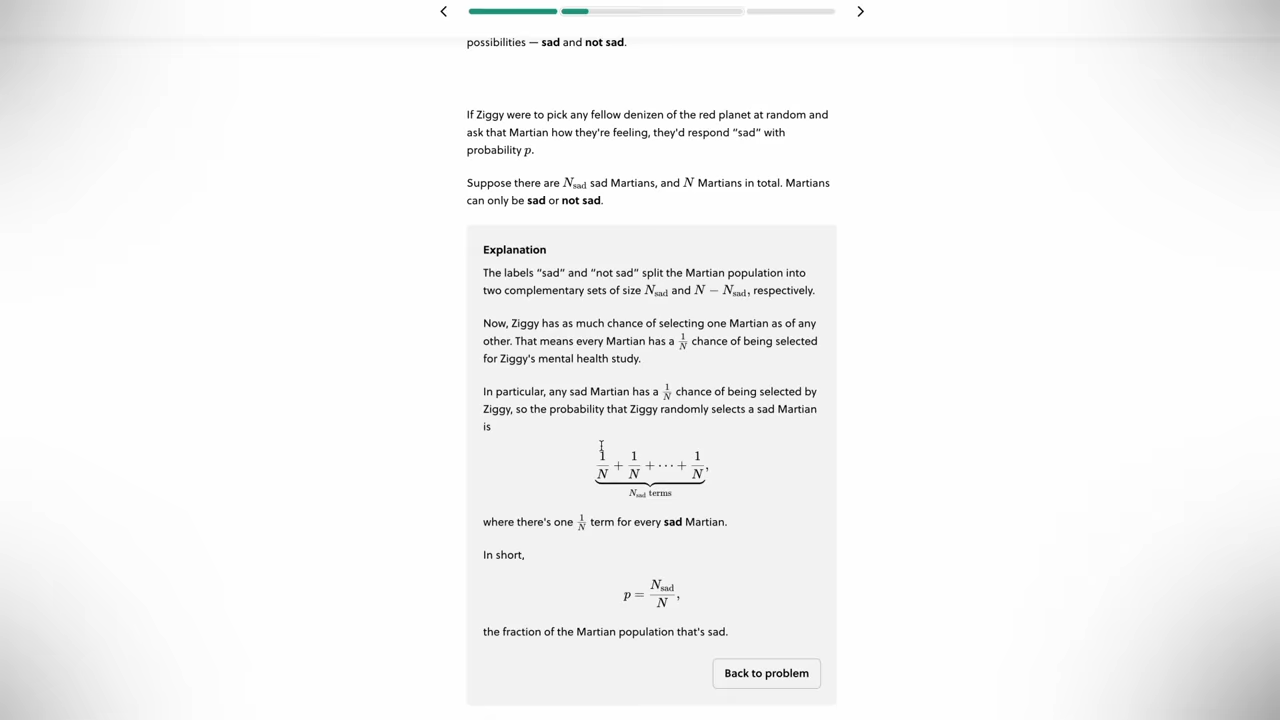 possibilities — sad and not sad.
If Ziggy were to pick any fellow denizen of the red planet at random and
ask that Martian how they're feeling, they'd respond “sad” with
probability p.
Suppose there are N_sad sad Martians, and N Martians in total. Martians
can only be sad or not sad.
Explanation
The labels “sad” and “not sad” split the Martian population into
two complementary sets of size N_sad and N − N_sad, respectively.
Now, Ziggy has as much chance of selecting one Martian as of any
other. That means every Martian has a 1/N chance of being selected
for Ziggy's mental health study.
In particular, any sad Martian has a 1/N chance of being selected by
Ziggy, so the probability that Ziggy randomly selects a sad Martian
is
1/N + 1/N + ⋯ + 1/N,
N_sad terms
where there's one 1/N term for every sad Martian.
In short,
p = N_sad/N,
the fraction of the Martian population that's sad.
Back to problem